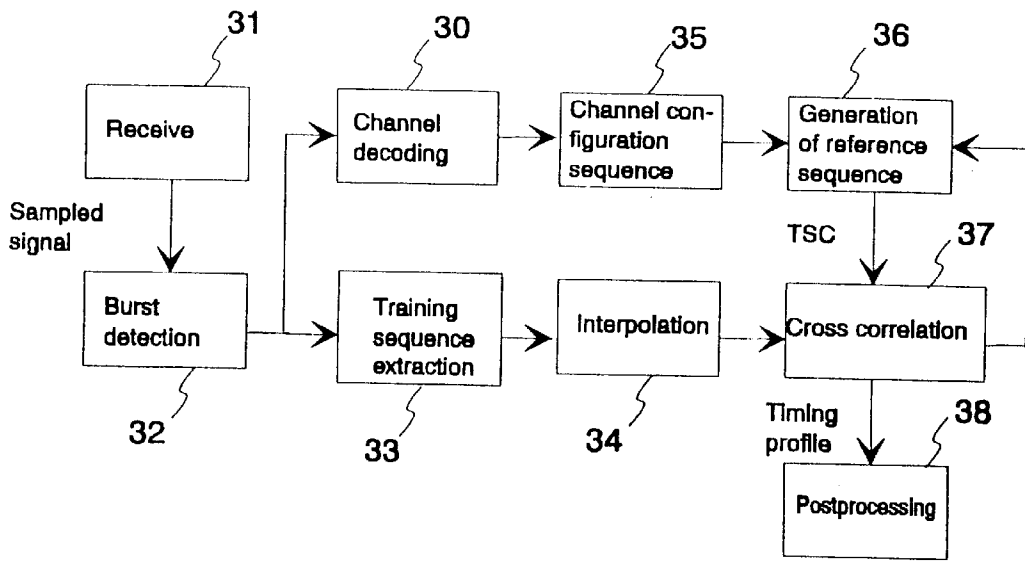 31
30
35
36
Receive
Channel
decoding
Channel con-
figuration
sequence
Generation
of reference
sequence
Sampled
signal
TSC
37
Burst
detection
Training
sequence
extraction
Interpolation
Cross correlation
32
33
34
Timing
profile
38
Postprocessing